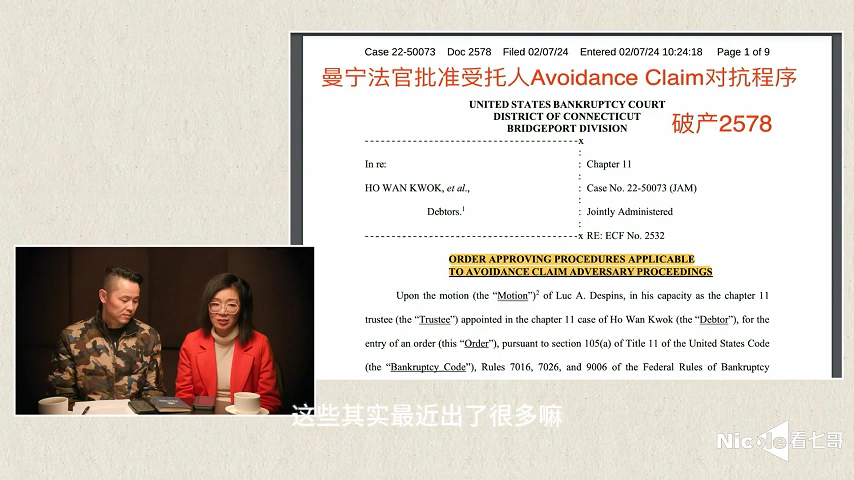 Case 22-50073 Doc 2578 Filed 02/07/24 Entered 02/07/24 10:24:18 Page 1 of 9
曼宁法官批准受托人Avoidance Claim对抗程序
UNITED STATES BANKRUPTCY COURT
DISTRICT OF CONNECTICUT
BRIDGEPORT DIVISION
破产2578
---------------------------------------------------x
:
In re: : Chapter 11
:
HO WAN KWOK, et al., : Case No. 22-50073 (JAM)
:
Debtors.1 : Jointly Administered
:
---------------------------------------------------x RE: ECF No. 2532
ORDER APPROVING PROCEDURES APPLICABLE
TO AVOIDANCE CLAIM ADVERSARY PROCEEDINGS
Upon the motion (the “Motion”)2 of Luc A. Despins, in his capacity as the chapter 11
trustee (the “Trustee”) appointed in the chapter 11 case of Ho Wan Kwok (the “Debtor”), for the
entry of an order (this “Order”), pursuant to section 105(a) of Title 11 of the United States Code
(the “Bankruptcy Code”), Rules 7016, 7026, and 9006 of the Federal Rules of Bankruptcy
这些其实最近出了很多嘛
Nicole看七哥